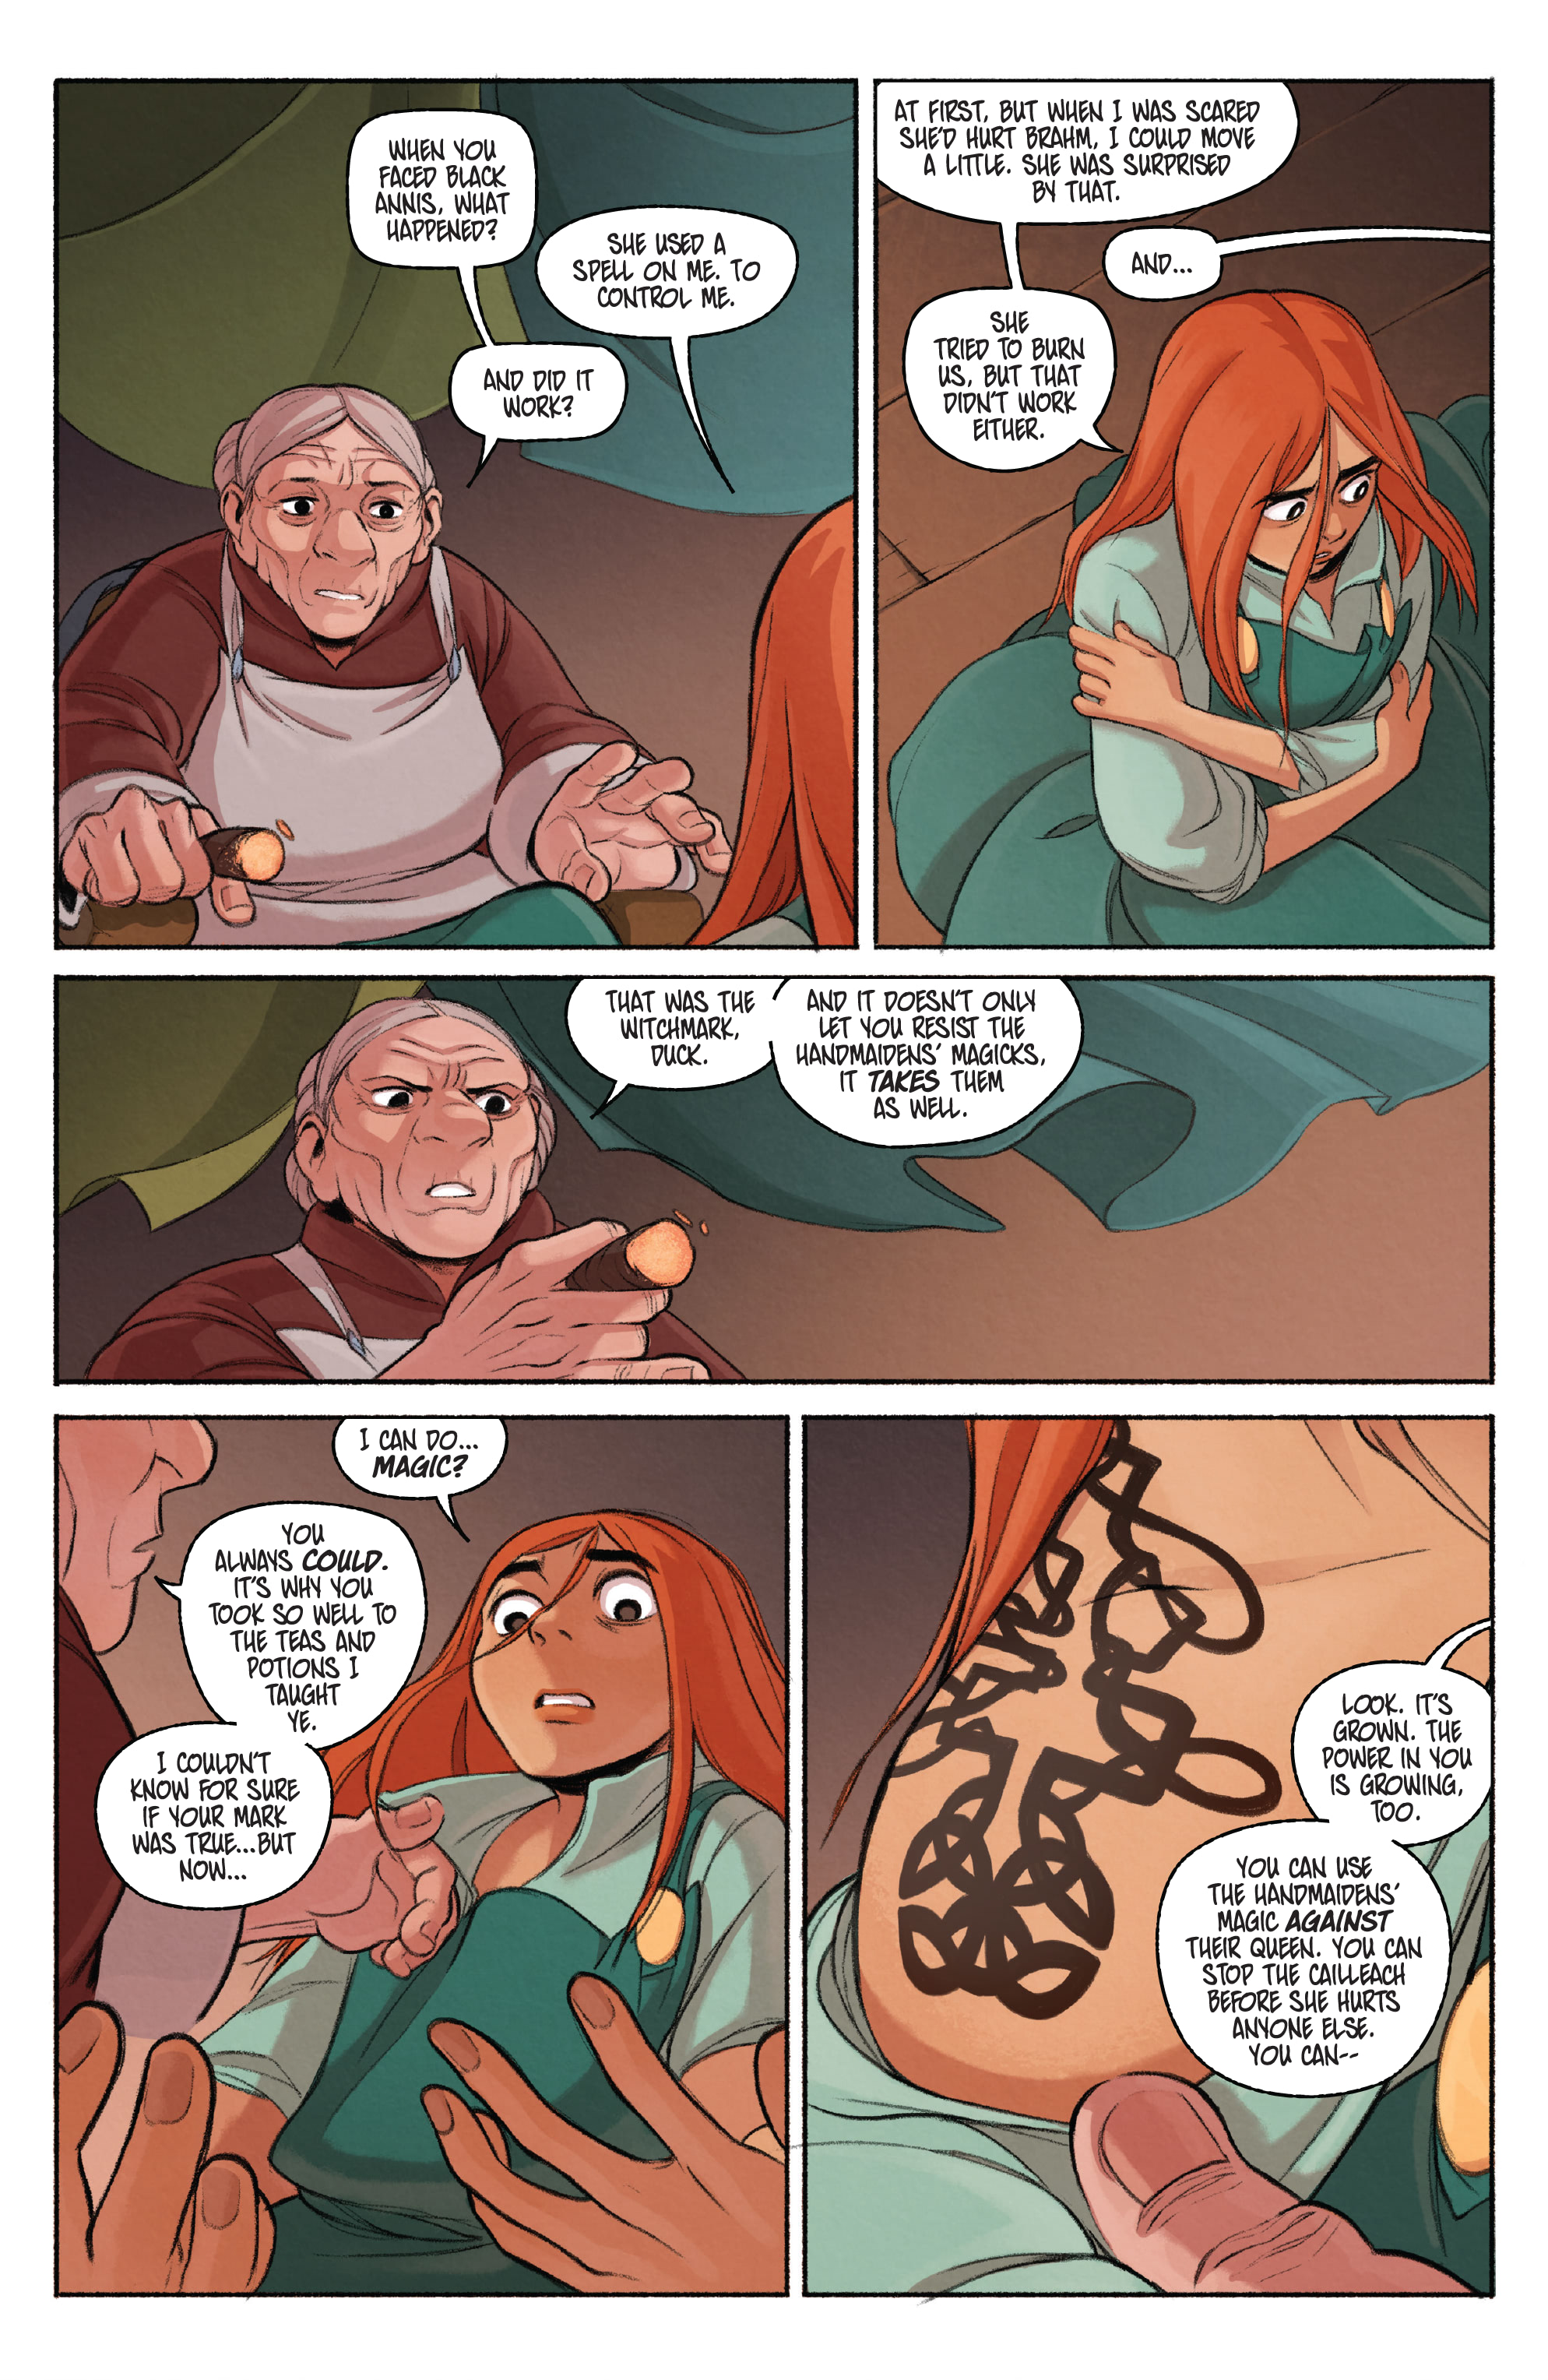 WHEN YOU
FACED BLACK
ANNIS, WHAT
HAPPENED?
SHE USED A
SPELL ON ME. TO
CONTROL ME.
AND DID IT
WORK?
AT FIRST, BUT WHEN I WAS SCARED
SHE'D HURT BRAHM, I COULD MOVE
A LITTLE. SHE WAS SURPRISED
BY THAT.
AND...
SHE
TRIED TO BURN
US, BUT THAT
DIDN'T WORK
EITHER.
THAT WAS THE
WITCHMARK,
DUCK.
AND IT DOESN'T ONLY
LET YOU RESIST THE
HANDMAIDENS' MAGICKS,
IT TAKES THEM
AS WELL.
I CAN DO...
MAGIC?
YOU
ALWAYS COULD.
IT'S WHY YOU
TOOK SO WELL TO
THE TEAS AND
POTIONS I
TAUGHT
YE.
I COULDN'T
KNOW FOR SURE
IF YOUR MARK
WAS TRUE...BUT
NOW...
LOOK. IT'S
GROWN. THE
POWER IN YOU
IS GROWING,
TOO.
YOU CAN USE
THE HANDMAIDENS'
MAGIC AGAINST
THEIR QUEEN. YOU CAN
STOP THE CAILLEACH
BEFORE SHE HURTS
ANYONE ELSE.
YOU CAN--